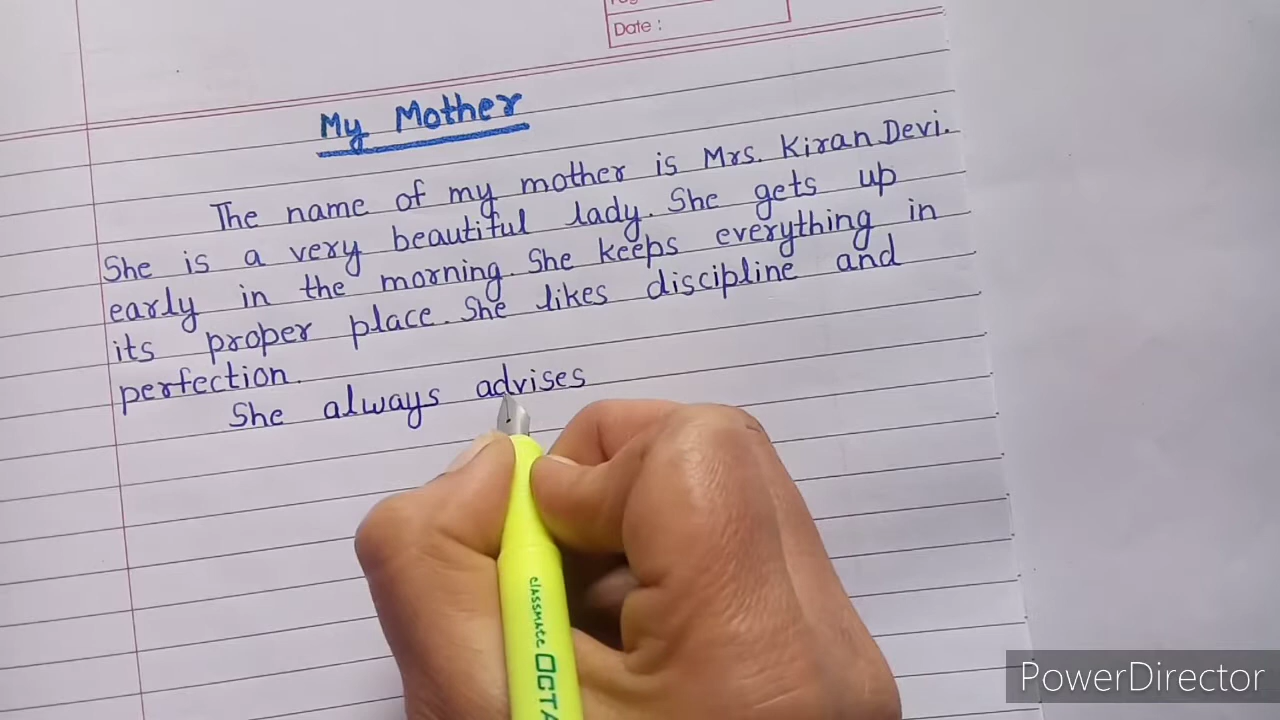 Date :
My Mother
The name of my mother is Mrs. Kiran Devi.
She is a very beautiful lady. She gets up
early in the morning. She keeps everything in
its proper place. She likes discipline and
perfection.
She always advises
classmate OCTA
PowerDirector